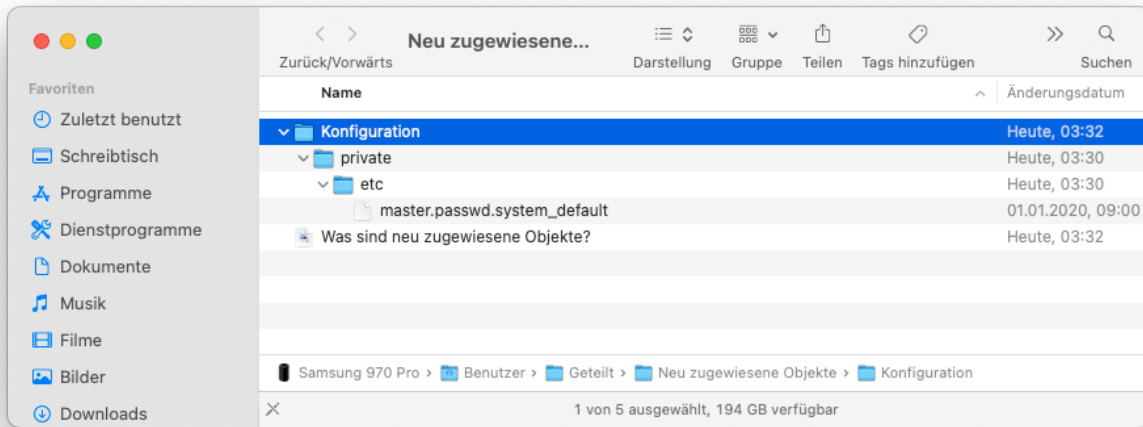 Neu zugewiesene...
Zurück/Vorwärts
Darstellung
Gruppe
Teilen
Tags hinzufügen
Suchen
Favoriten
Zuletzt benutzt
Schreibtisch
Programme
Dienstprogramme
Dokumente
Musik
Filme
Bilder
Downloads
Name Änderungsdatum
Konfiguration Heute, 03:32
private Heute, 03:30
etc Heute, 03:30
master.passwd.system_default 01.01.2020, 09:00
Was sind neu zugewiesene Objekte? Heute, 03:32
Samsung 970 Pro › Benutzer › Geteilt › Neu zugewiesene Objekte › Konfiguration
1 von 5 ausgewählt, 194 GB verfügbar